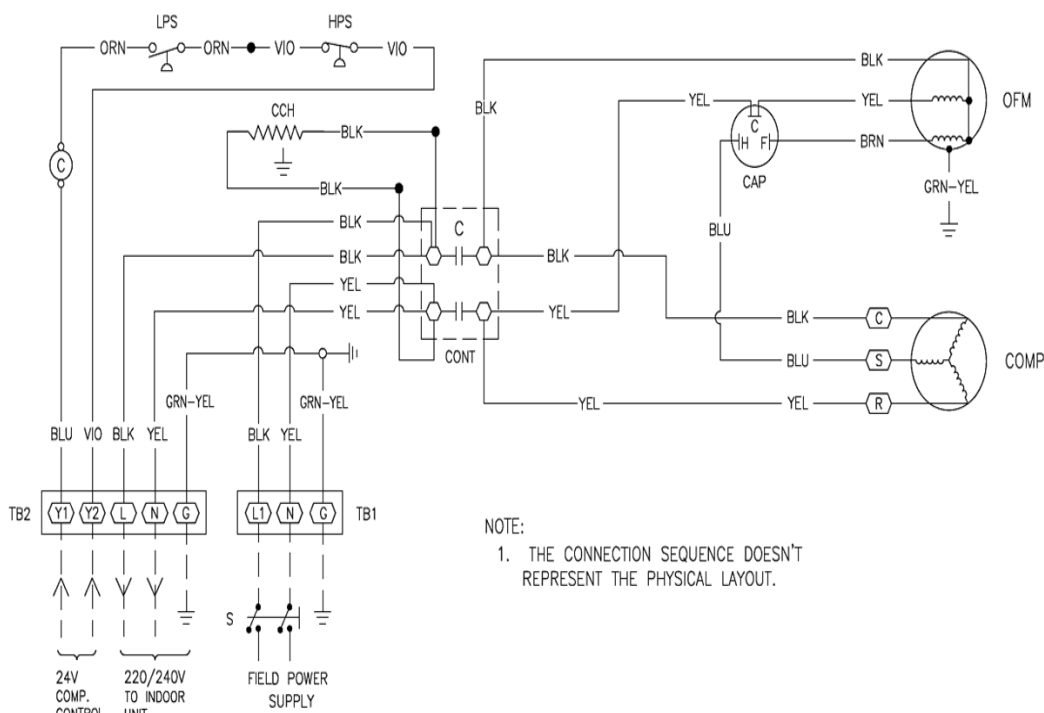 LPS
HPS
ORN
ORN
VIO
VIO
BLK
OFM
YEL
YEL
BLK
CCH
BLK
C
H F
BRN
CAP
GRN-YEL
C
BLK
BLK
C
BLU
BLK
BLK
YEL
YEL
YEL
BLK
C
CONT
BLU
S
COMP
GRN-YEL
GRN-YEL
YEL
YEL
R
BLU
VIO
BLK
YEL
BLK
YEL
TB2
Y1
Y2
L
N
G
L1
N
G
TB1
NOTE:
1. THE CONNECTION SEQUENCE DOESN'T
REPRESENT THE PHYSICAL LAYOUT.
S
24V
COMP.
CONTROL
220/240V
TO INDOOR
UNIT
FIELD POWER
SUPPLY